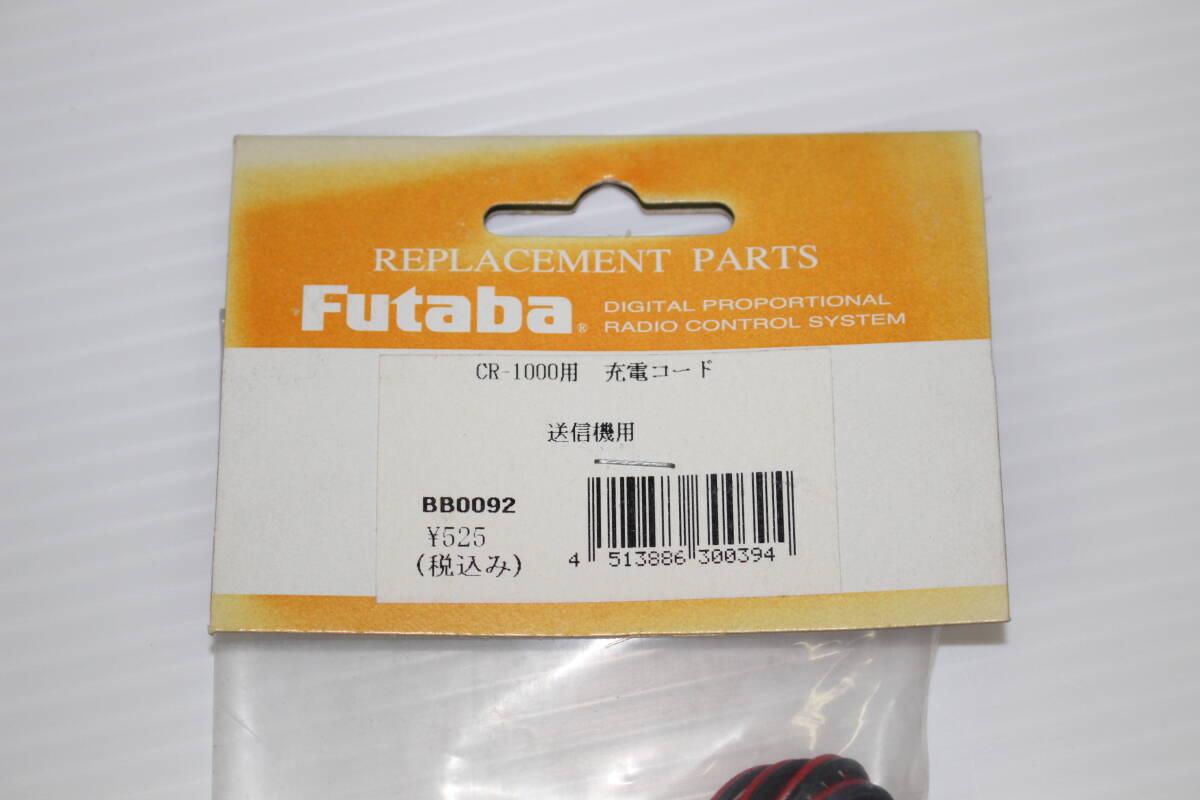 REPLACEMENT PARTS
Futaba®
DIGITAL PROPORTIONAL
RADIO CONTROL SYSTEM
CR-1000用 充電コード
送信機用
BB0092
¥525
(税込み)
4 513886 300394